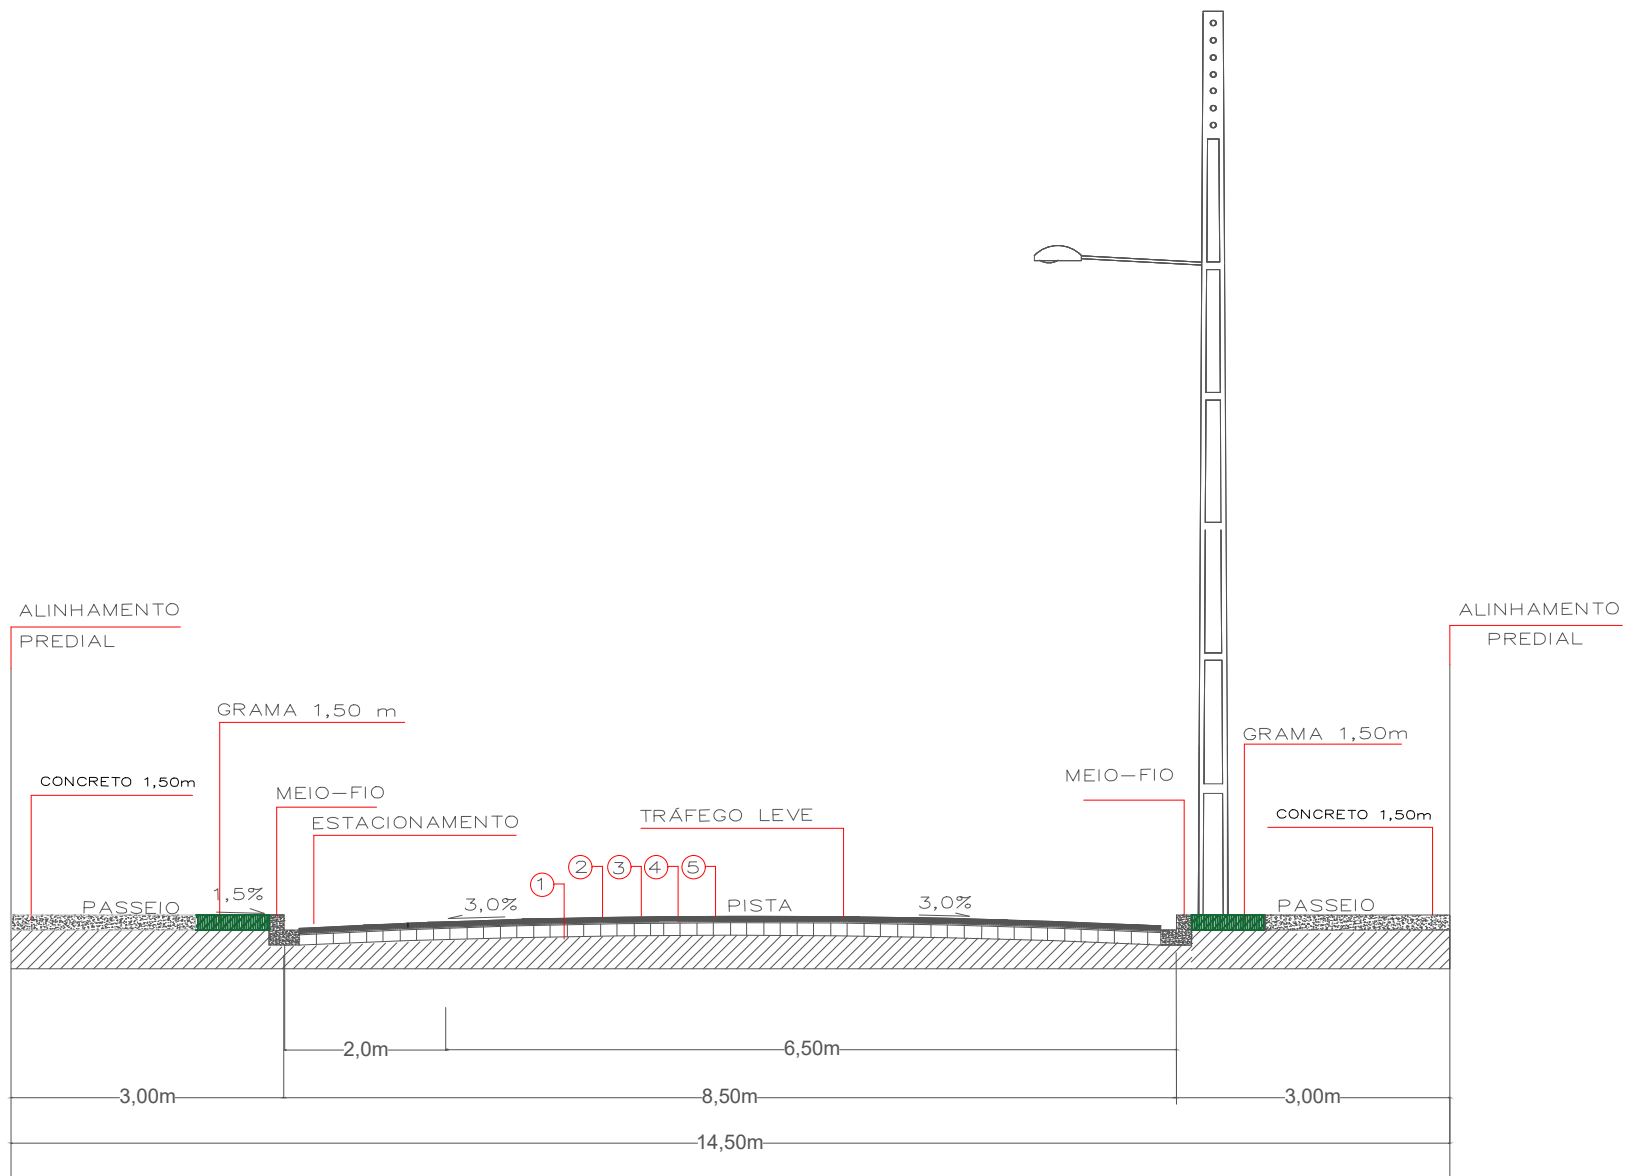 ALINHAMENTO
PREDIAL
ALINHAMENTO
PREDIAL
GRAMA 1,50 m
GRAMA 1,50m
CONCRETO 1,50m
MEIO-FIO
MEIO-FIO
ESTACIONAMENTO
TRÁFEGO LEVE
CONCRETO 1,50m
1
2
3
4
5
PASSEIO
1,5%
3,0%
PISTA
3,0%
PASSEIO
2,0m
6,50m
3,00m
8,50m
3,00m
14,50m